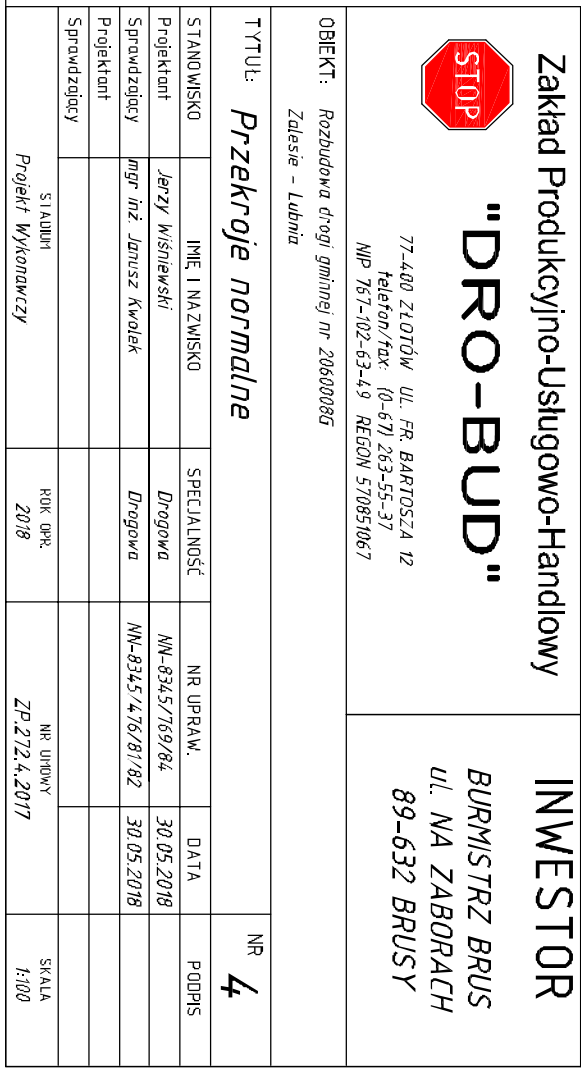 Zakład Produkcyjno-Usługowo-Handlowy
STOP
"DRO-BUD"
77-400 ZŁOTÓW UL. FR. BARTOSZA 12
telefon/fax: (0-67) 263-55-37
NIP 767-102-63-49 REGON 570851067
INWESTOR
BURMISTRZ BRUS
ul. NA ZABORACH
89-632 BRUSY
OBIEKT: Rozbudowa drogi gminnej nr 206008G
Zalesie - Lubnia
TYTUŁ: Przekroje normalne
NR 4
STANOWISKO IMIĘ I NAZWISKO SPECJALNOŚĆ NR UPRAW. DATA PODPIS
Projektant Jerzy Wiśniewski Drogowa NN-8345/769/84 30.05.2018
Sprawdzający mgr inż. Janusz Kwolek Drogowa NN-8345/476/81/82 30.05.2018
Projektant
Sprawdzający
STADIUM ROK OPR. NR UMOWY SKALA
Projekt Wykonawczy 2018 ZP.272.4.2017 1:100